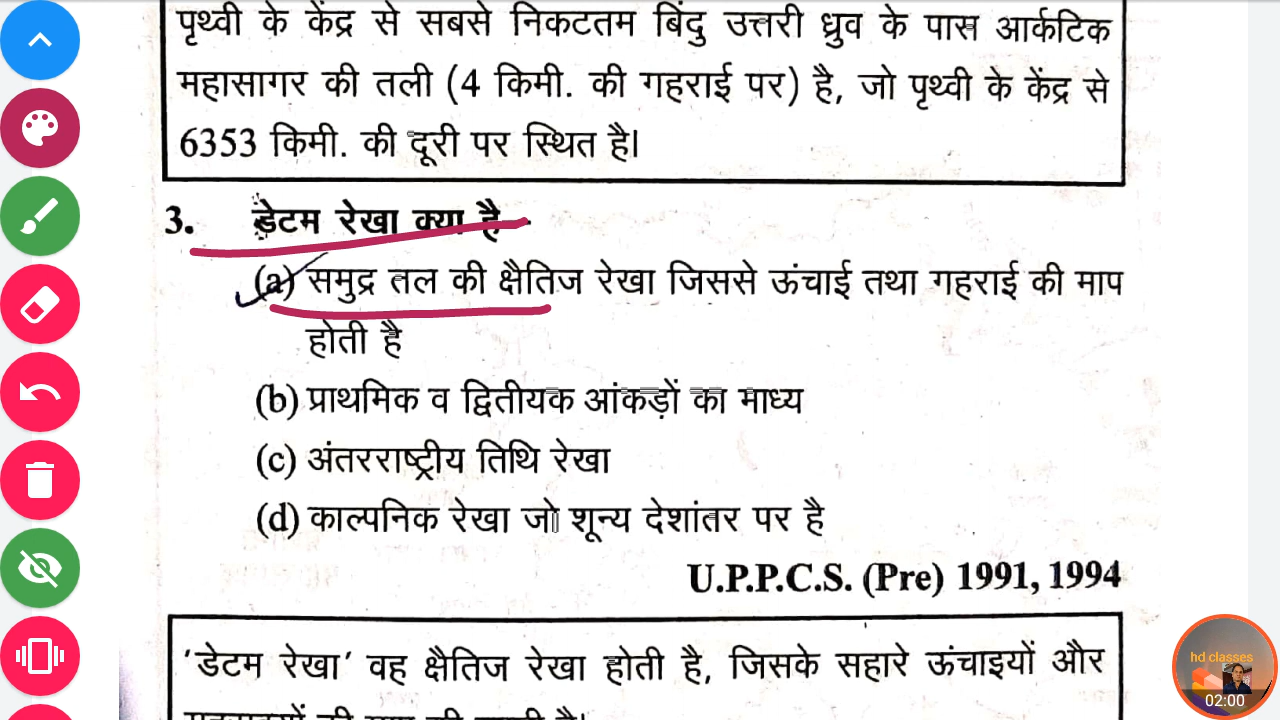 पृथ्वी के केंद्र से सबसे निकटतम बिंदु उत्तरी ध्रुव के पास आर्कटिक
महासागर की तली (4 किमी. की गहराई पर) है, जो पृथ्वी के केंद्र से
6353 किमी. की दूरी पर स्थित है।
3. डेटम रेखा क्या है-
(a) समुद्र तल की क्षैतिज रेखा जिससे ऊंचाई तथा गहराई की माप
होती है
(b) प्राथमिक व द्वितीयक आंकड़ों का माध्य
(c) अंतरराष्ट्रीय तिथि रेखा
(d) काल्पनिक रेखा जो शून्य देशांतर पर है
U.P.P.C.S. (Pre) 1991, 1994
'डेटम रेखा' वह क्षैतिज रेखा होती है, जिसके सहारे ऊंचाइयों और
hd classes
02:00